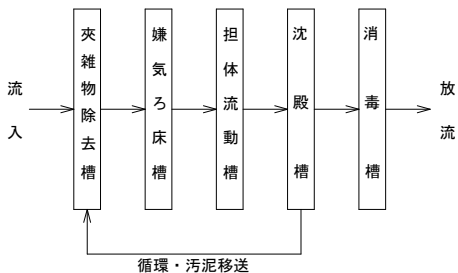 流入
夾雑物除去槽
嫌気ろ床槽
担体流動槽
沈殿槽
消毒槽
放流
循環・汚泥移送